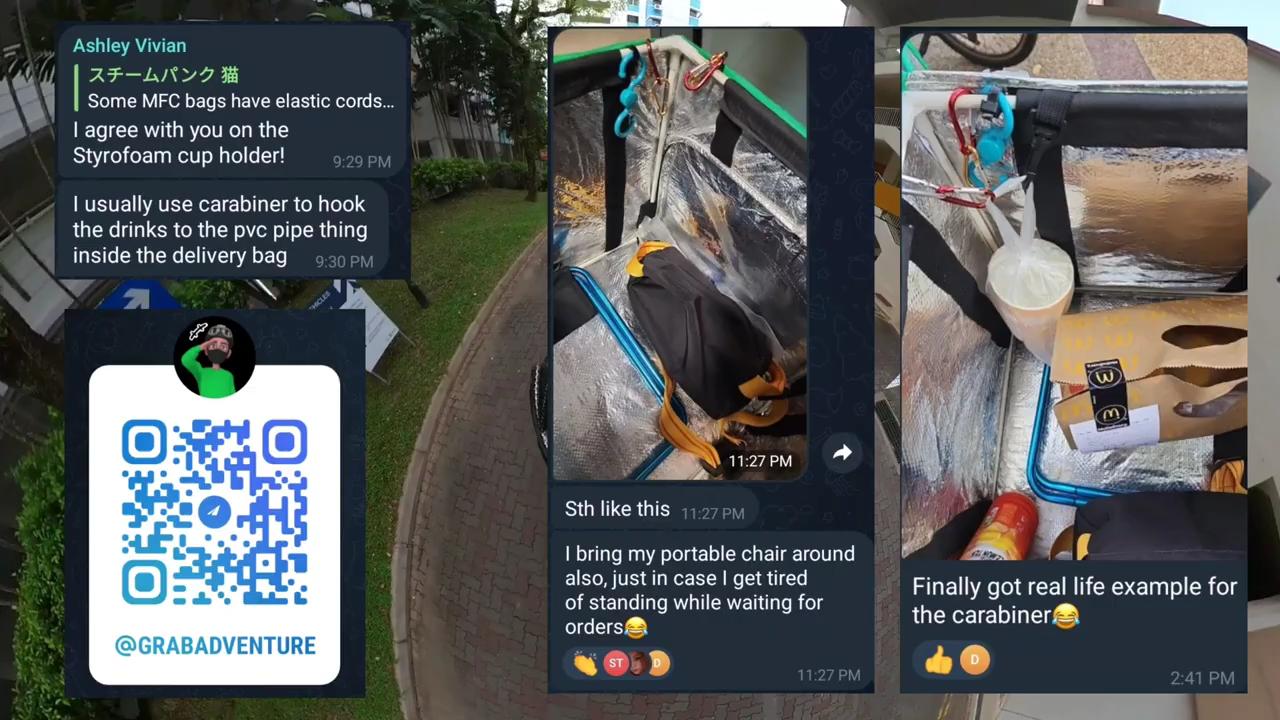 Ashley Vivian
スチームパンク 猫
Some MFC bags have elastic cords…
I agree with you on the
Styrofoam cup holder!
9:29 PM
I usually use carabiner to hook
the drinks to the pvc pipe thing
inside the delivery bag
9:30 PM
@GRABADVENTURE
11:27 PM
Sth like this
11:27 PM
I bring my portable chair around
also, just in case I get tired
of standing while waiting for
orders😂
👏 ST D
11:27 PM
Finally got real life example for
the carabiner😂
👍 D
2:41 PM